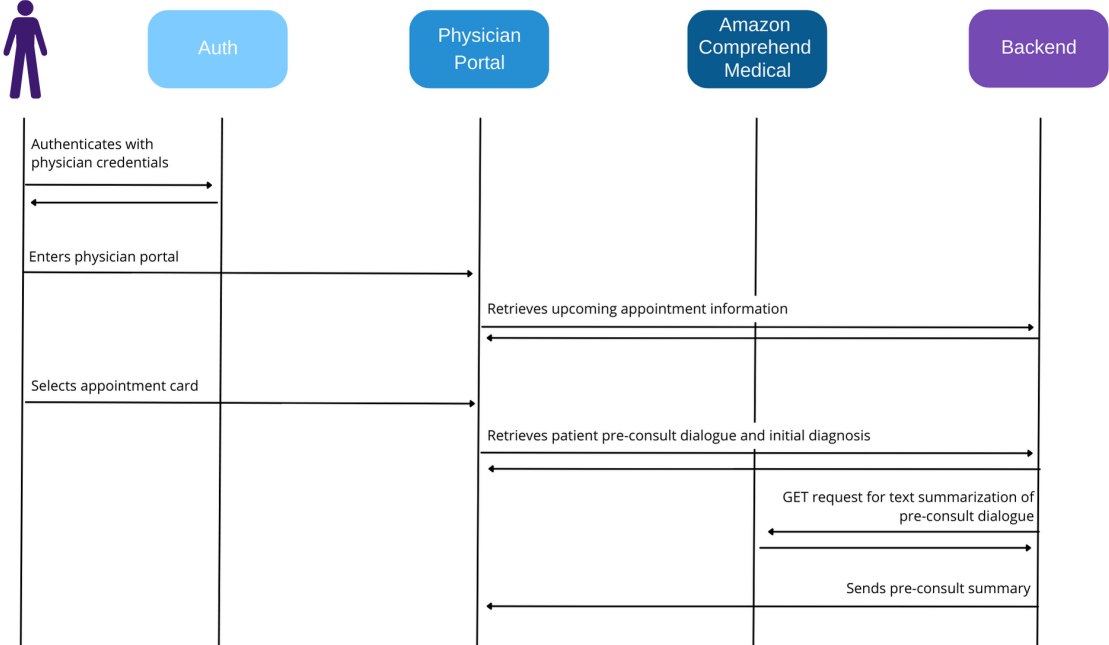 Auth
Physician
Portal
Amazon
Comprehend
Medical
Backend
Authenticates with
physician credentials
Enters physician portal
Retrieves upcoming appointment information
Selects appointment card
Retrieves patient pre-consult dialogue and initial diagnosis
GET request for text summarization of
pre-consult dialogue
Sends pre-consult summary